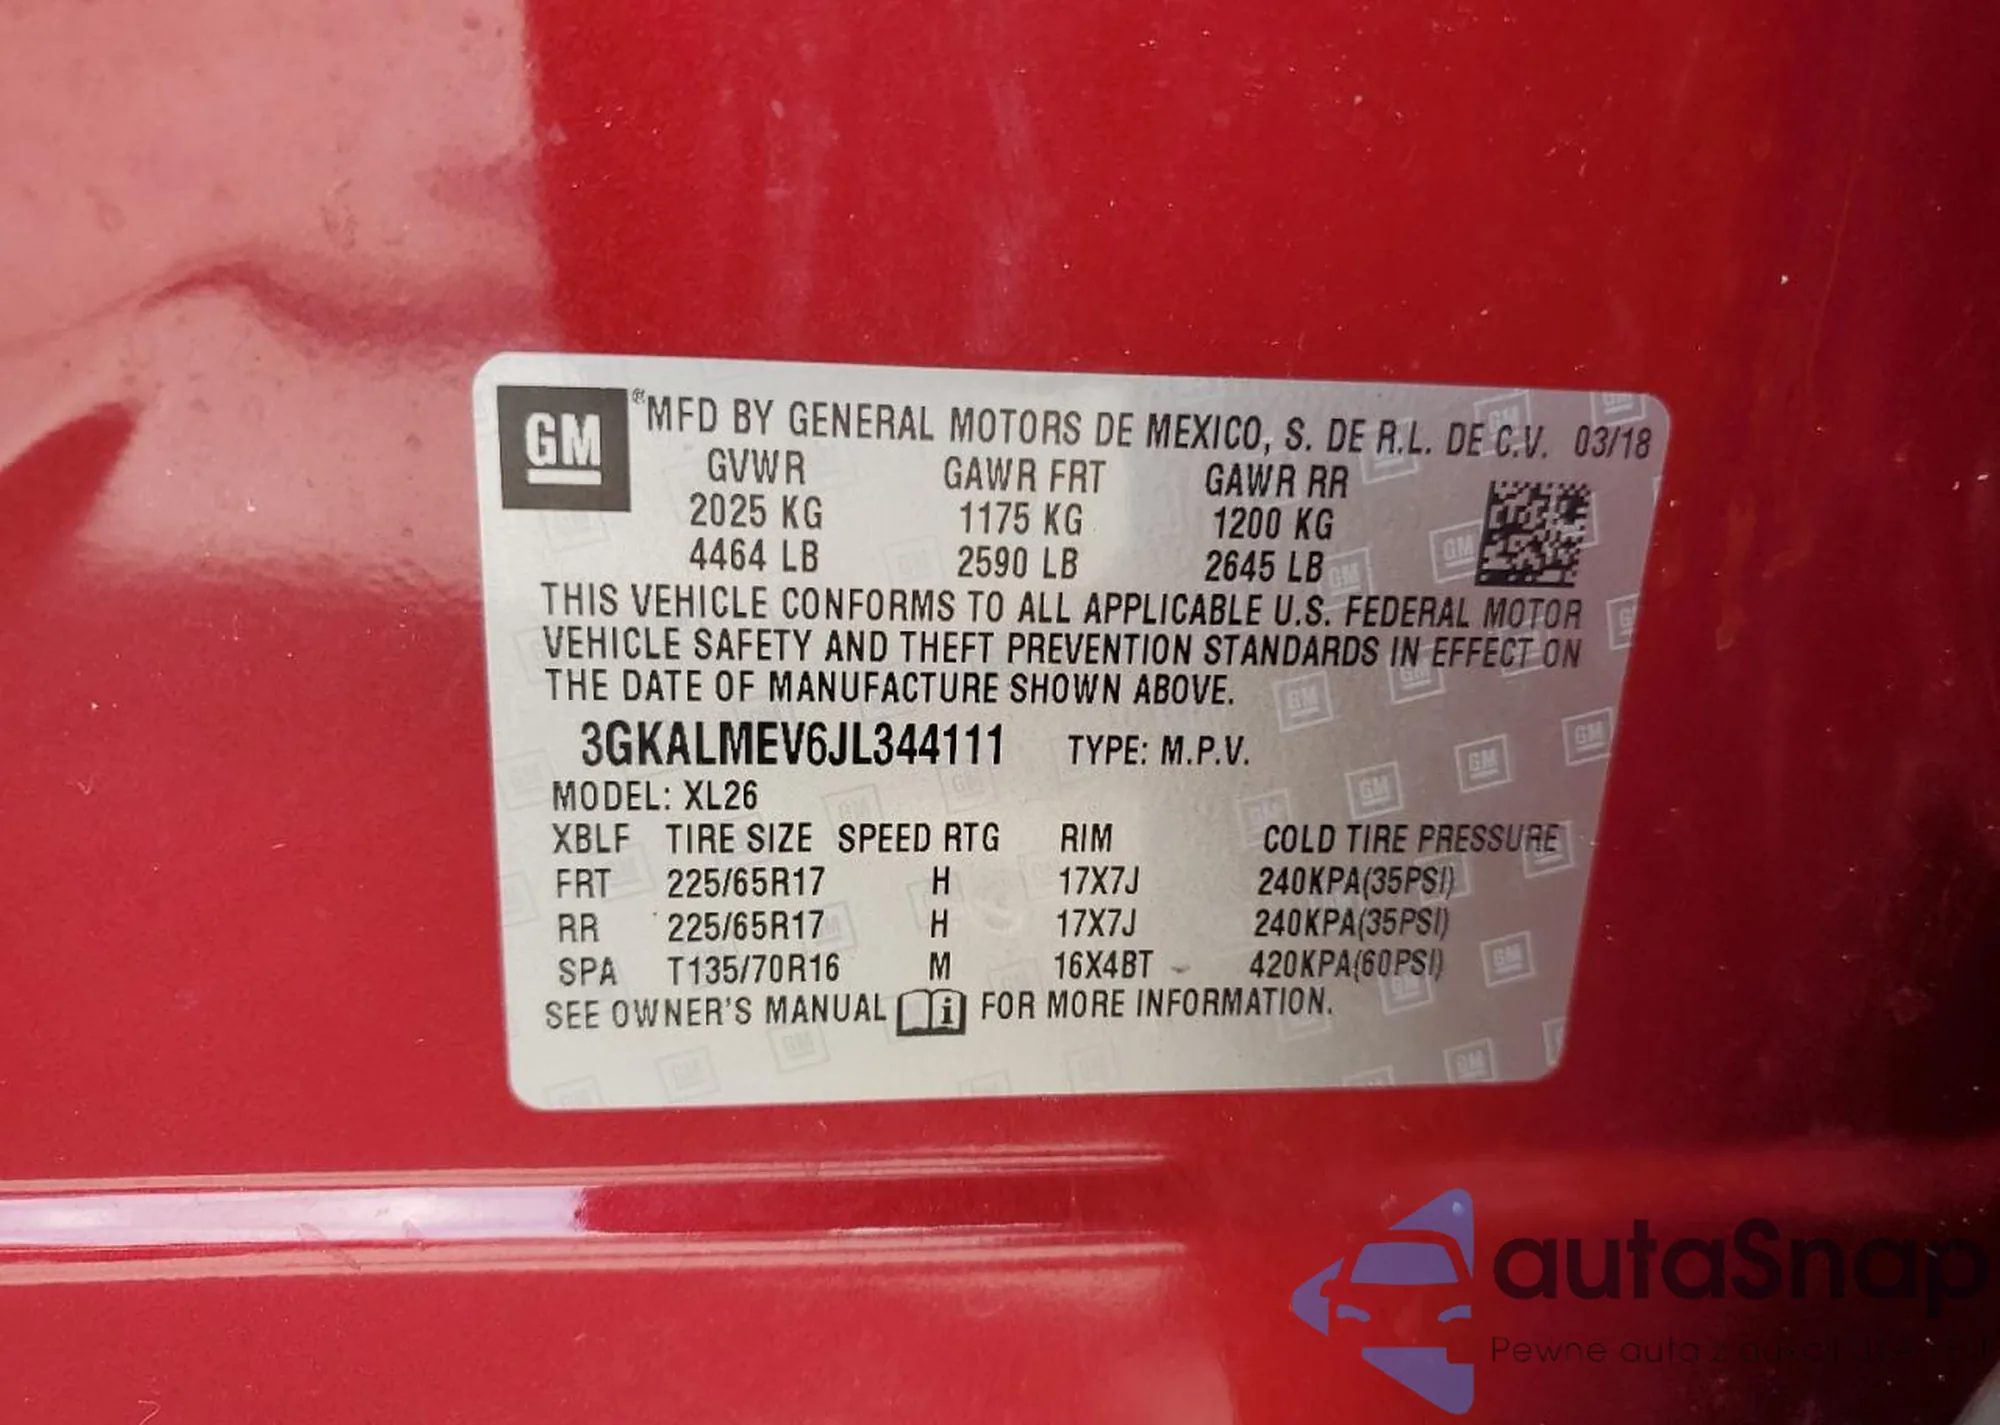 GM
®MFD BY GENERAL MOTORS DE MEXICO, S. DE R.L. DE C.V. 03/18
GVWR GAWR FRT GAWR RR
2025 KG 1175 KG 1200 KG
4464 LB 2590 LB 2645 LB
THIS VEHICLE CONFORMS TO ALL APPLICABLE U.S. FEDERAL MOTOR
VEHICLE SAFETY AND THEFT PREVENTION STANDARDS IN EFFECT ON
THE DATE OF MANUFACTURE SHOWN ABOVE.
3GKALMEV6JL344111 TYPE: M.P.V.
MODEL: XL26
XBLF TIRE SIZE SPEED RTG RIM COLD TIRE PRESSURE
FRT 225/65R17 H 17X7J 240KPA(35PSI)
RR 225/65R17 H 17X7J 240KPA(35PSI)
SPA T135/70R16 M 16X4BT 420KPA(60PSI)
SEE OWNER'S MANUAL i FOR MORE INFORMATION.
autaSnap
Pewne auta z